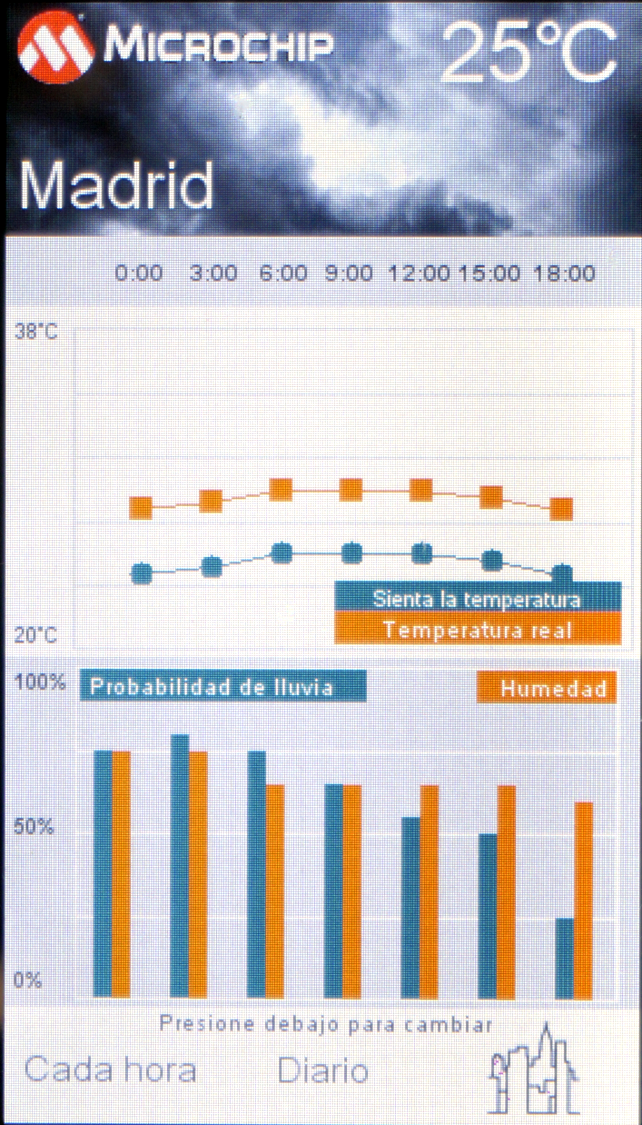 MICROCHIP
25°C
Madrid
0:00 3:00 6:00 9:00 12:00 15:00 18:00
38°C
Sienta la temperatura
Temperatura real
20°C
100%
Probabilidad de lluvia
Humedad
50%
0%
Presione debajo para cambiar
Cada hora
Diario